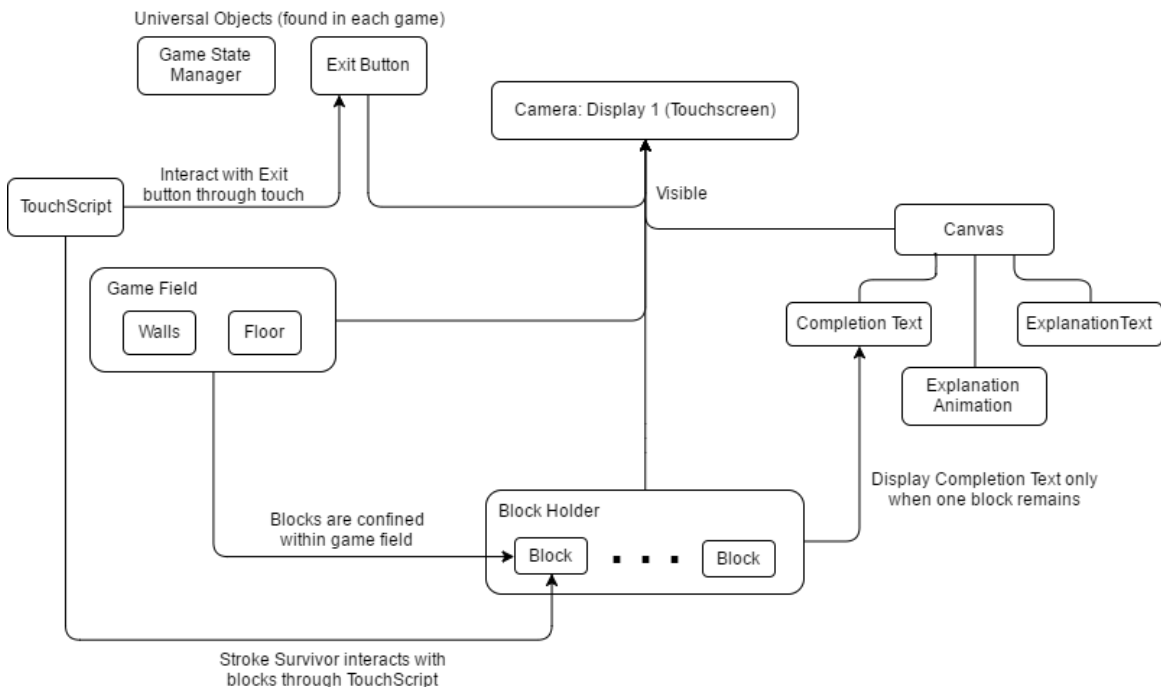 Universal Objects (found in each game)
Game State
Manager
Exit Button
Camera: Display 1 (Touchscreen)
Interact with Exit
button through touch
TouchScript
Visible
Canvas
Game Field
Walls
Floor
Completion Text
ExplanationText
Explanation
Animation
Display Completion Text only
when one block remains
Blocks are confined
within game field
Block Holder
Block
Block
Stroke Survivor interacts with
blocks through TouchScript